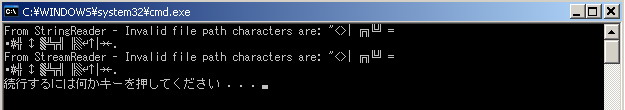 C:¥WINDOWS¥system32¥cmd.exe
From StringReader - Invalid file path characters are: "<>| =
From StreamReader - Invalid file path characters are: "<>| =
続行するには何かキーを押してください . . .